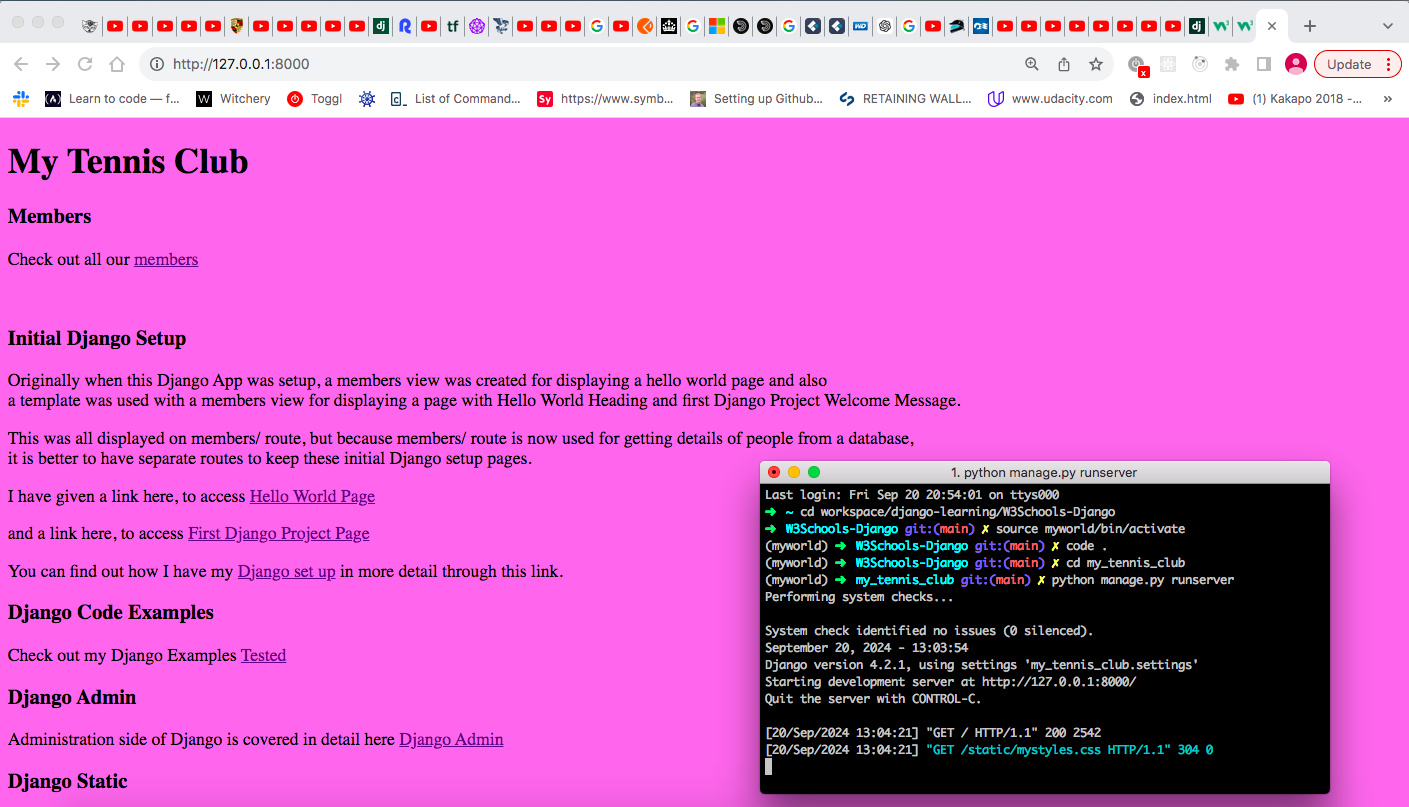 http://127.0.0.1:8000
Update
Learn to code — f...
Witchery
Toggl
List of Command...
https://www.symb...
Setting up Github...
RETAINING WALL...
www.udacity.com
index.html
(1) Kakapo 2018 -...
»
My Tennis Club
Members
Check out all our members
Initial Django Setup
Originally when this Django App was setup, a members view was created for displaying a hello world page and also
a template was used with a members view for displaying a page with Hello World Heading and first Django Project Welcome Message.
This was all displayed on members/ route, but because members/ route is now used for getting details of people from a database,
it is better to have separate routes to keep these initial Django setup pages.
I have given a link here, to access Hello World Page
and a link here, to access First Django Project Page
You can find out how I have my Django set up in more detail through this link.
Django Code Examples
Check out my Django Examples Tested
Django Admin
Administration side of Django is covered in detail here Django Admin
Django Static
1. python manage.py runserver
Last login: Fri Sep 20 20:54:01 on ttys000
➜ ~ cd workspace/django-learning/W3Schools-Django
➜ W3Schools-Django git:(main) ✗ source myworld/bin/activate
(myworld) ➜ W3Schools-Django git:(main) ✗ code .
(myworld) ➜ W3Schools-Django git:(main) ✗ cd my_tennis_club
(myworld) ➜ my_tennis_club git:(main) ✗ python manage.py runserver
Performing system checks...
System check identified no issues (0 silenced).
September 20, 2024 - 13:03:54
Django version 4.2.1, using settings 'my_tennis_club.settings'
Starting development server at http://127.0.0.1:8000/
Quit the server with CONTROL-C.
[20/Sep/2024 13:04:21] "GET / HTTP/1.1" 200 2542
[20/Sep/2024 13:04:21] "GET /static/mystyles.css HTTP/1.1" 304 0